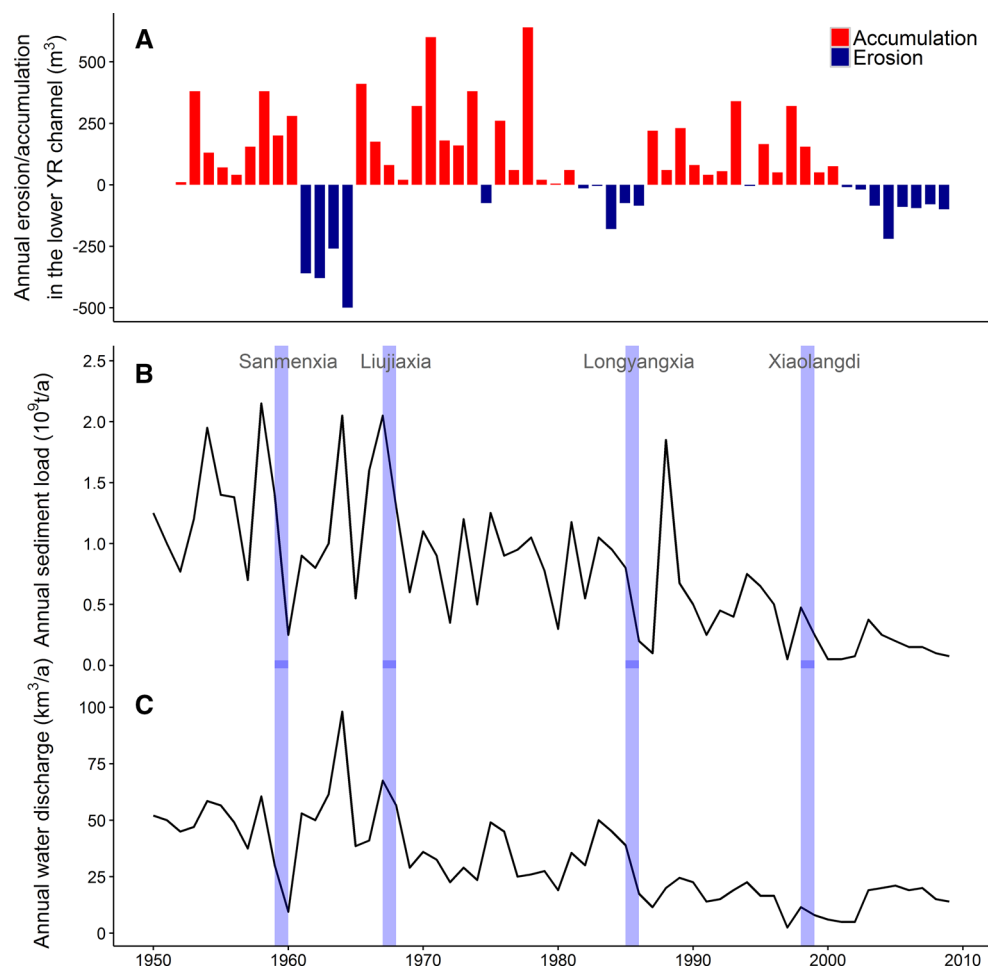 A
Accumulation
Erosion
Annual erosion/accumulation
in the lower YR channel (m³)
500
250
0
-250
-500
B
Sanmenxia
Liujiaxia
Longyangxia
Xiaolangdi
Annual sediment load (10⁹t/a)
2.5
2.0
1.5
1.0
0.5
0.0
C
Annual water discharge (km³/a)
100
75
50
25
0
1950
1960
1970
1980
1990
2000
2010